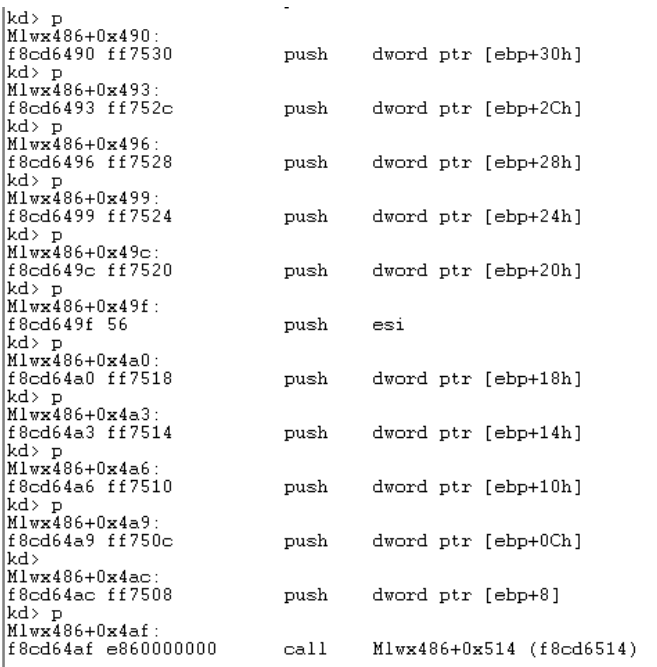 kd> p
Mlwx486+0x490:
f8cd6490 ff7530 push dword ptr [ebp+30h]
kd> p
Mlwx486+0x493:
f8cd6493 ff752c push dword ptr [ebp+2Ch]
kd> p
Mlwx486+0x496:
f8cd6496 ff7528 push dword ptr [ebp+28h]
kd> p
Mlwx486+0x499:
f8cd6499 ff7524 push dword ptr [ebp+24h]
kd> p
Mlwx486+0x49c:
f8cd649c ff7520 push dword ptr [ebp+20h]
kd> p
Mlwx486+0x49f:
f8cd649f 56 push esi
kd> p
Mlwx486+0x4a0:
f8cd64a0 ff7518 push dword ptr [ebp+18h]
kd> p
Mlwx486+0x4a3:
f8cd64a3 ff7514 push dword ptr [ebp+14h]
kd> p
Mlwx486+0x4a6:
f8cd64a6 ff7510 push dword ptr [ebp+10h]
kd> p
Mlwx486+0x4a9:
f8cd64a9 ff750c push dword ptr [ebp+0Ch]
kd>
Mlwx486+0x4ac:
f8cd64ac ff7508 push dword ptr [ebp+8]
kd> p
Mlwx486+0x4af:
f8cd64af e860000000 call Mlwx486+0x514 (f8cd6514)